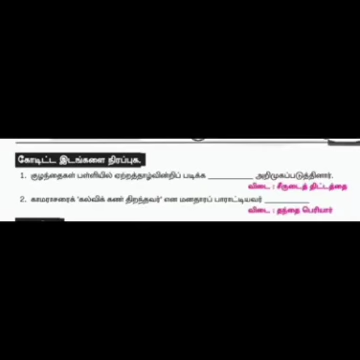 கோடிட்ட இடங்களை நிரப்புக.
1. குழந்தைகள் பள்ளியில் ஏற்றத்தாழ்வின்றிப் படிக்க __________ அறிமுகப்படுத்தினார்.
விடை : சீருடைத் திட்டத்தை
2. காமராசரைக் 'கல்விக் கண் திறந்தவர்' என மனதாரப் பாராட்டியவர் __________
விடை : தந்தை பெரியார்